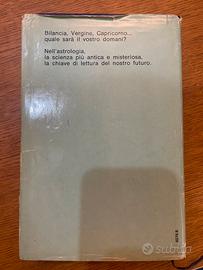 Bilancia, Vergine, Capricorno...
quale sarà il vostro domani?
Nell'astrologia,
la scienza più antica e misteriosa,
la chiave di lettura del nostro futuro.
subito